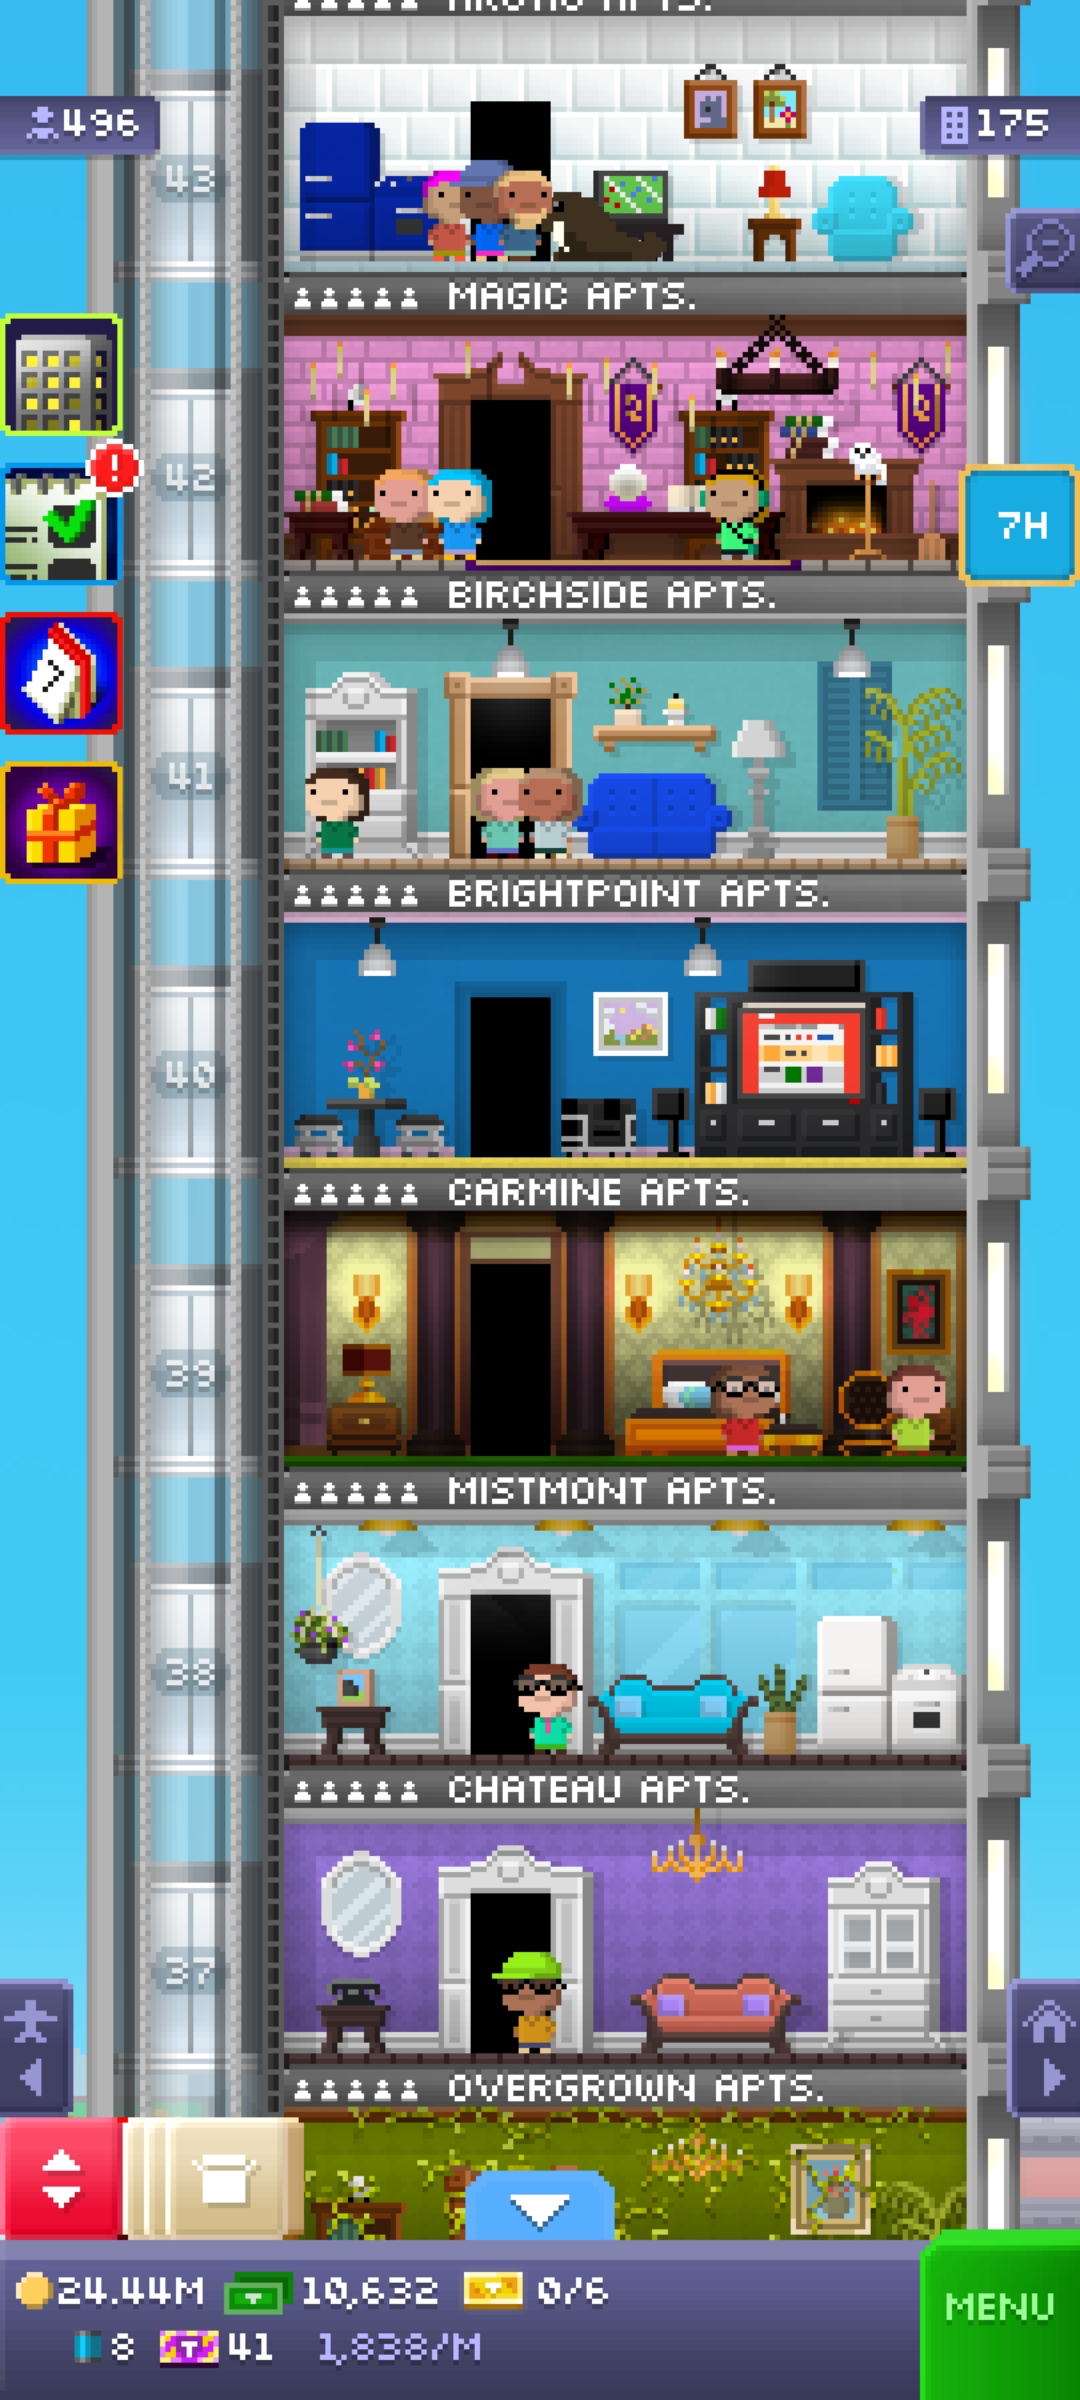 496
175
43
MAGIC APTS.
42
7H
BIRCHSIDE APTS.
41
BRIGHTPOINT APTS.
40
CARMINE APTS.
39
MISTMONT APTS.
38
CHATEAU APTS.
37
OVERGROWN APTS.
24.44M 10,632 0/6
MENU
8 T 41 1,838/M